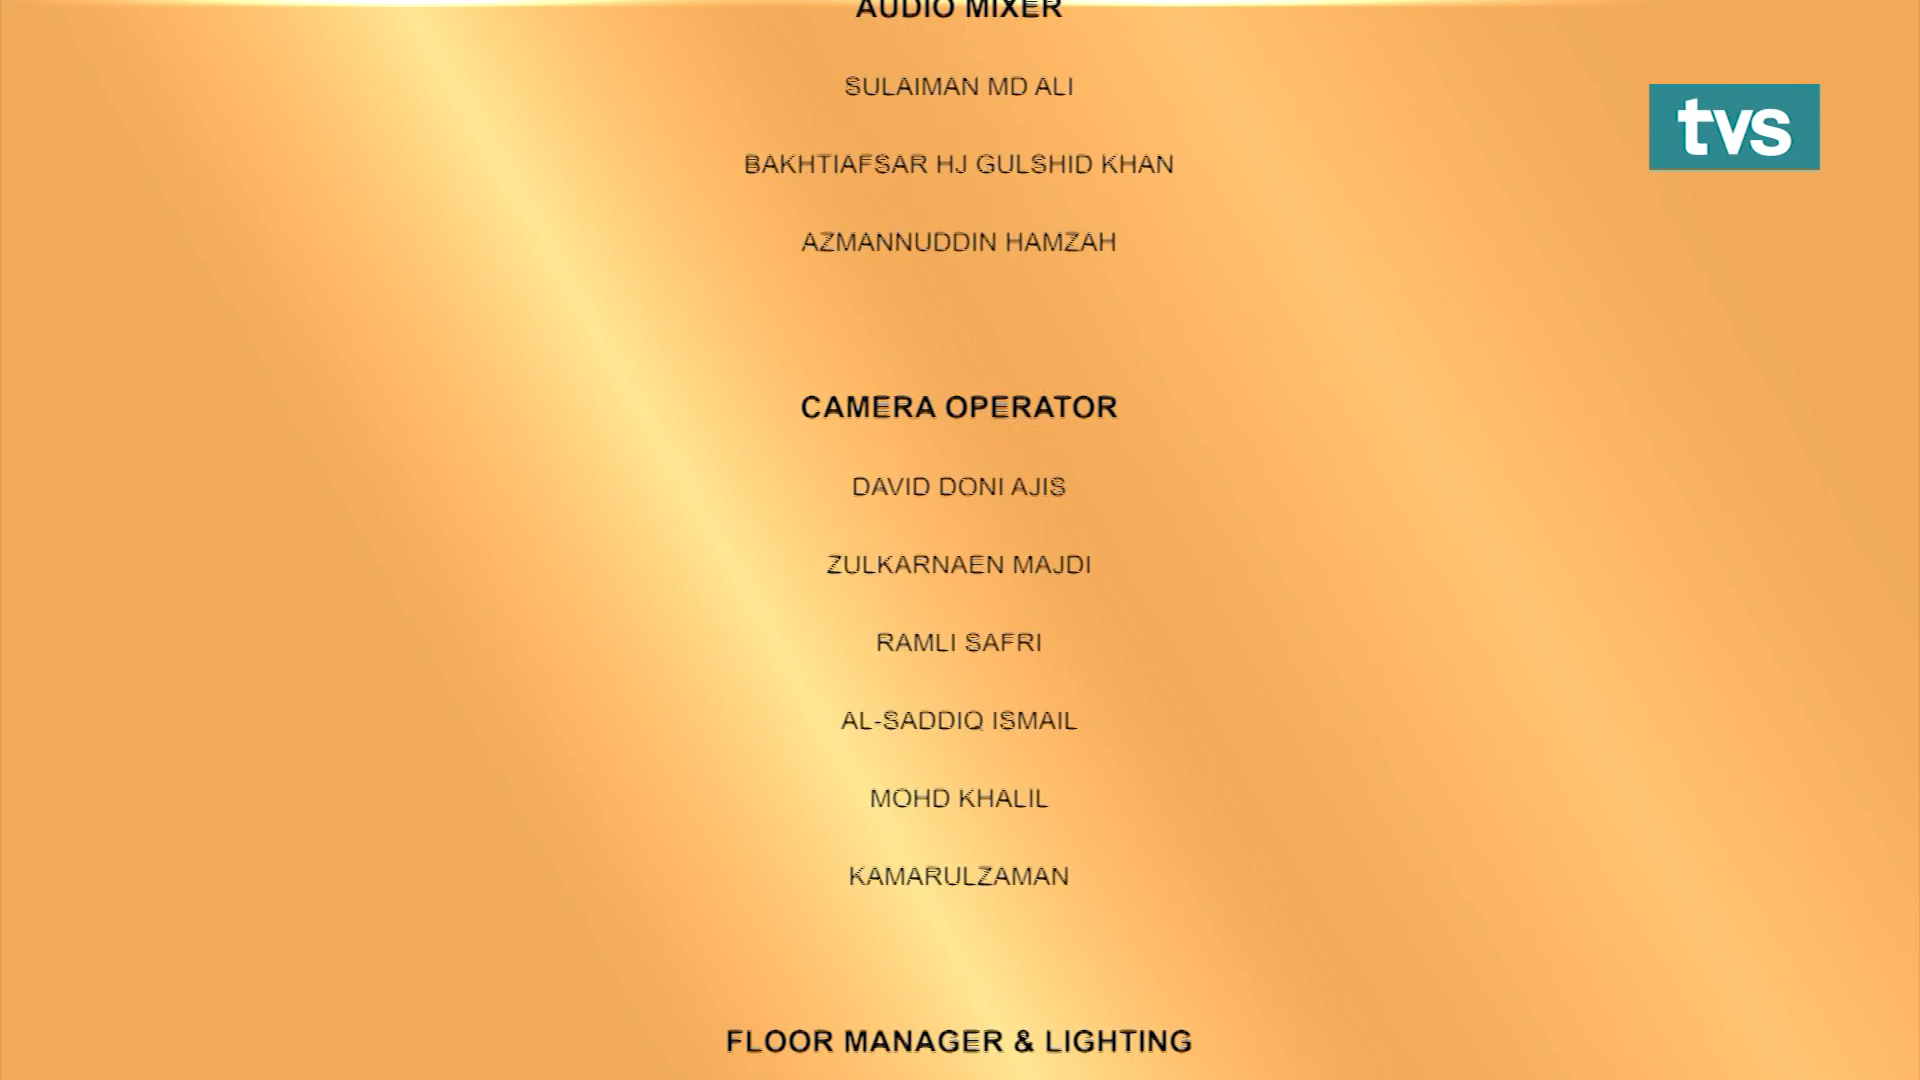 AUDIO MIXER
SULAIMAN MD ALI
tvs
BAKHTIAFSAR HJ GULSHID KHAN
AZMANNUDDIN HAMZAH
CAMERA OPERATOR
DAVID DONI AJIS
ZULKARNAEN MAJDI
RAMLI SAFRI
AL-SADDIQ ISMAIL
MOHD KHALIL
KAMARULZAMAN
FLOOR MANAGER & LIGHTING